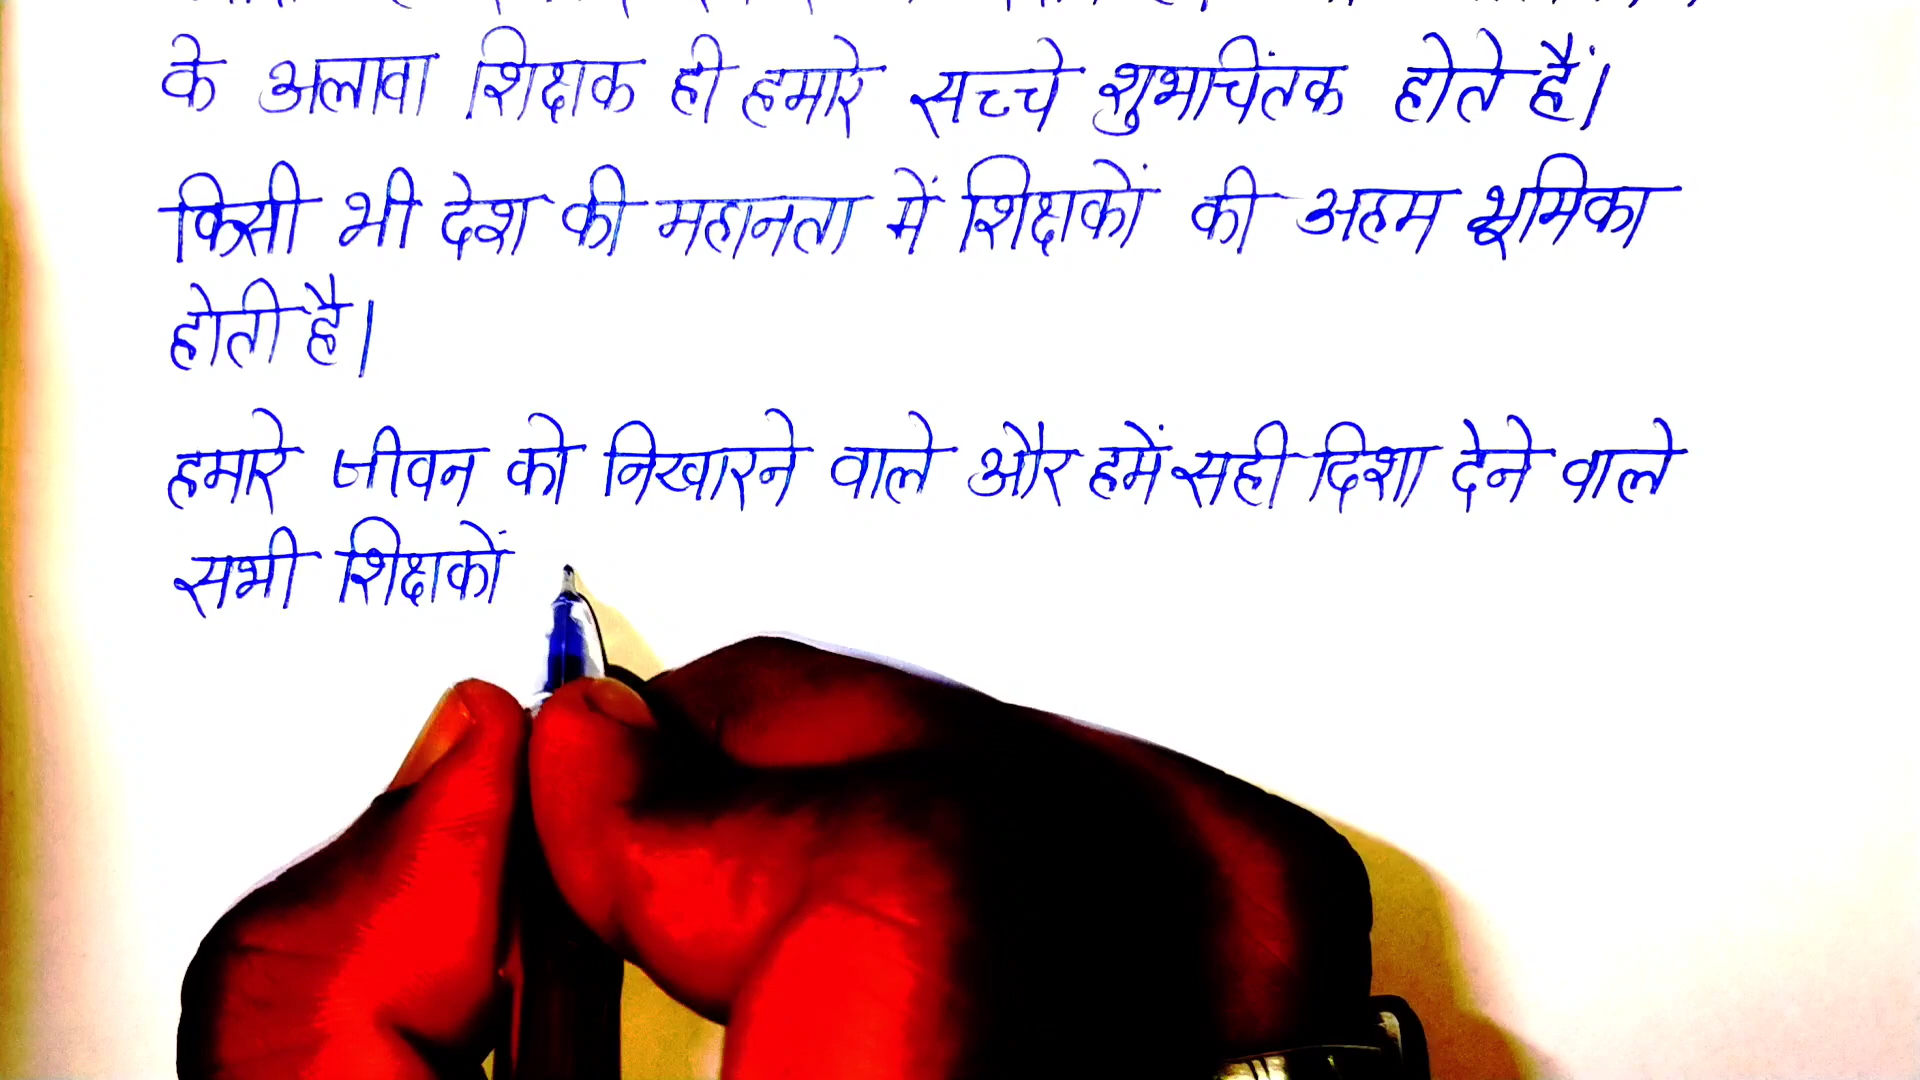 के अलावा शिक्षक ही हमारे सच्चे शुभचिंतक होते हैं।
किसी भी देश की महानता में शिक्षकों की अहम भूमिका
होती है।
हमारे जीवन को निखारने वाले और हमें सही दिशा देने वाले
सभी शिक्षकों